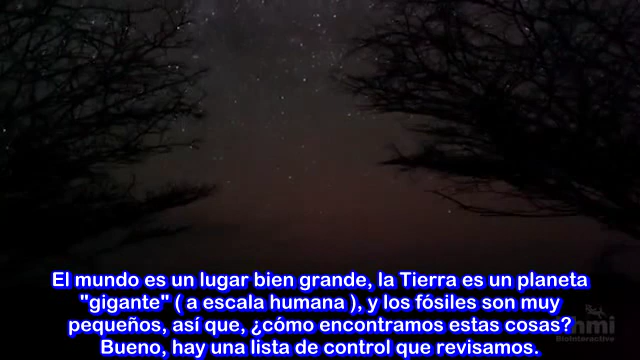 El mundo es un lugar bien grande, la Tierra es un planeta
"gigante" ( a escala humana ), y los fósiles son muy
pequeños, así que, ¿cómo encontramos estas cosas?
Bueno, hay una lista de control que revisamos.
hmi
BioInteractive